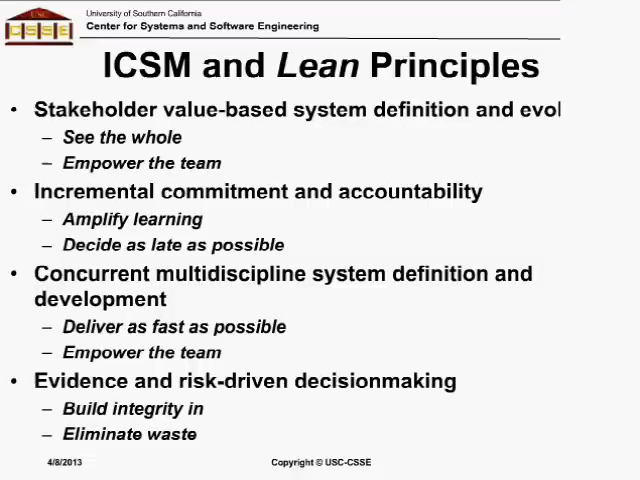 University of Southern California
Center for Systems and Software Engineering
USC
CSSE
ICSM and Lean Principles
• Stakeholder value-based system definition and evol
– See the whole
– Empower the team
• Incremental commitment and accountability
– Amplify learning
– Decide as late as possible
• Concurrent multidiscipline system definition and
development
– Deliver as fast as possible
– Empower the team
• Evidence and risk-driven decisionmaking
– Build integrity in
– Eliminate waste
4/8/2013
Copyright © USC-CSSE